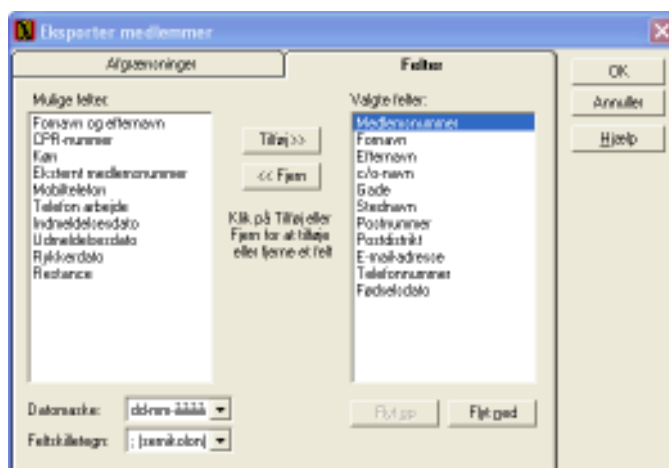 Eksporter medlemmer
Afgrænsninger
Felter
Mulige felter:
Fornavn og efternavn
CPR-nummer
Køn
Eksternt medlemsnummer
Mobiltelefon
Telefon arbejde
Indmeldelsesdato
Udmeldelsesdato
Rykkerdato
Restance
Tilføj >>
<< Fjern
Klik på Tilføj eller
Fjern for at tilføje
eller fjerne et felt
Valgte felter:
Medlemsnummer
Fornavn
Efternavn
c/o-navn
Gade
Stednavn
Postnummer
Postdistrikt
E-mail-adresse
Telefonnummer
Fødselsdato
OK
Annuller
Hjælp
Datomaske:
dd-mm-åååå
Feltskilletegn:
; (semikolon)
Flyt op
Flyt ned